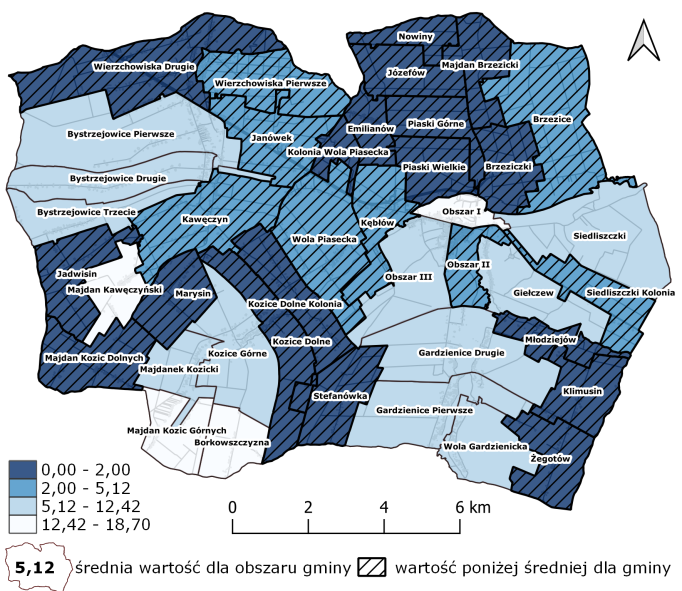 Nowiny
Wierzchowiska Drugie
Majdan Brzezicki
Józefów
Wierzchowiska Pierwsze
Brzezice
Emilianów
Piaski Górne
Bystrzejowice Pierwsze
Janówek
Kolonia Wola Piasecka
Piaski Wielkie
Brzeziczki
Bystrzejowice Drugie
Bystrzejowice Trzecie
Obszar I
Kawęczyn
Kębłów
Wola Piasecka
Siedliszczki
Obszar II
Jadwisin
Obszar III
Majdan Kawęczyński
Marysin
Giełczew
Siedliszczki Kolonia
Kozice Dolne Kolonia
Młodziejów
Kozice Dolne
Kozice Górne
Gardzienice Drugie
Majdan Kozic Dolnych
Majdanek Kozicki
Klimusin
Stefanówka
Gardzienice Pierwsze
Majdan Kozic Górnych
Borkowszczyzna
Wola Gardzienicka
Żegotów
0,00 - 2,00
2,00 - 5,12
5,12 - 12,42
12,42 - 18,70
0 2 4 6 km
5,12 średnia wartość dla obszaru gminy
wartość poniżej średniej dla gminy